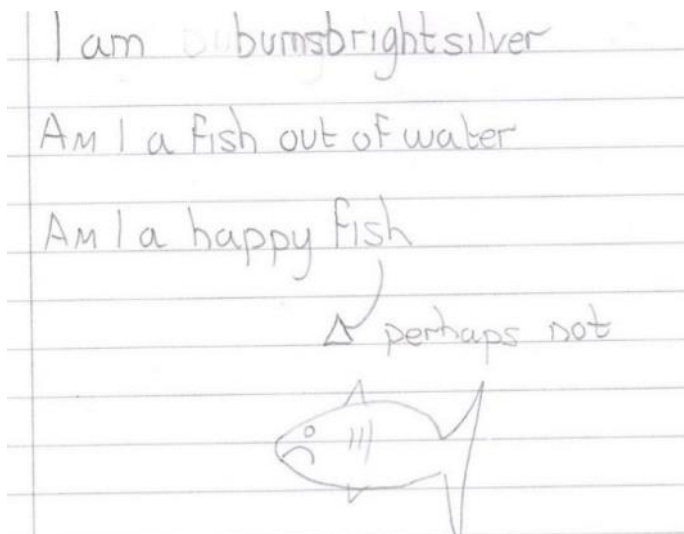 I am bumsbrightsilver
Am I a fish out of water
Am I a happy fish
perhaps not